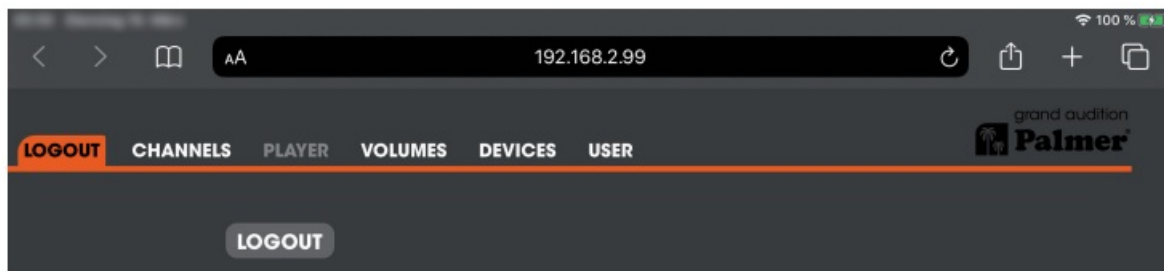 100 %
AA 192.168.2.99
grand audition
Palmer
LOGOUT CHANNELS PLAYER VOLUMES DEVICES USER
LOGOUT